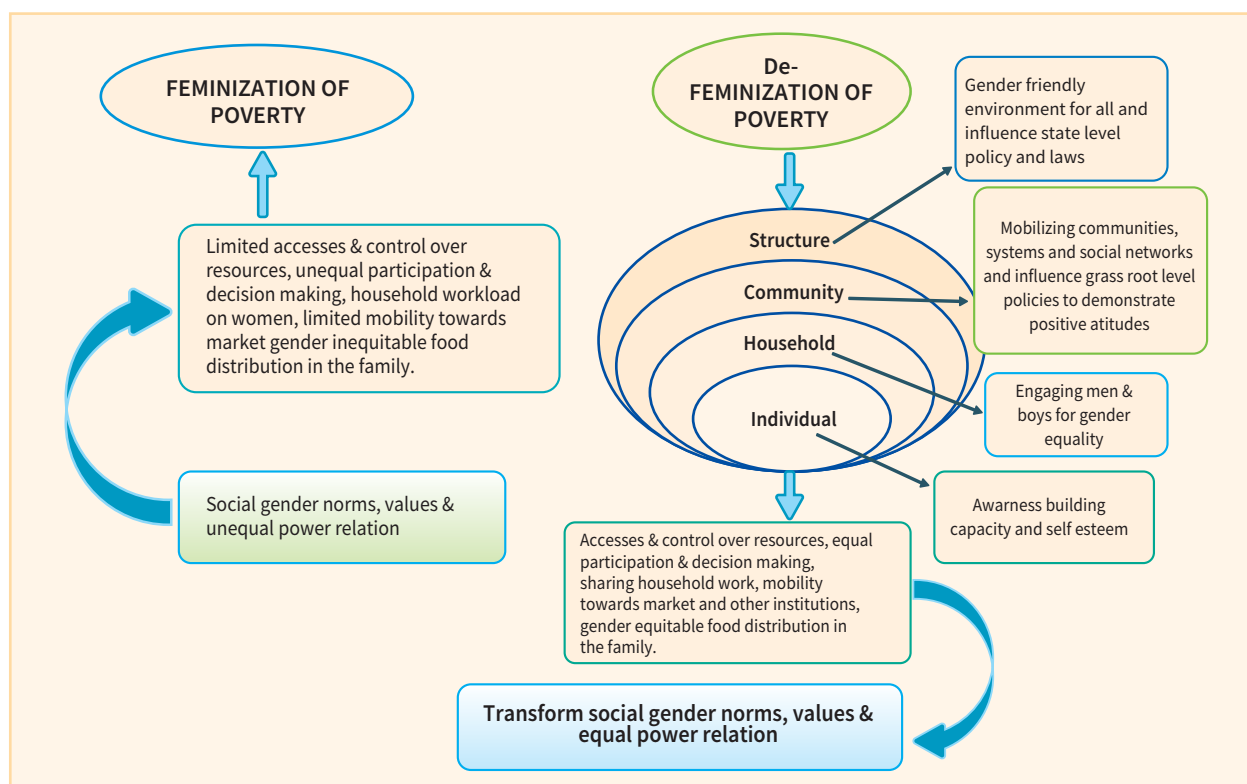 FEMINIZATION OF
POVERTY
Limited accesses & control over
resources, unequal participation &
decision making, household workload
on women, limited mobility towards
market gender inequitable food
distribution in the family.
Social gender norms, values &
unequal power relation
De-
FEMINIZATION OF
POVERTY
Structure
Community
Household
Individual
Gender friendly
environment for all and
influence state level
policy and laws
Mobilizing communities,
systems and social networks
and influence grass root level
policies to demonstrate
positive atitudes
Engaging men &
boys for gender
equality
Awarness building
capacity and self esteem
Accesses & control over resources, equal
participation & decision making,
sharing household work, mobility
towards market and other institutions,
gender equitable food distribution in
the family.
Transform social gender norms, values &
equal power relation